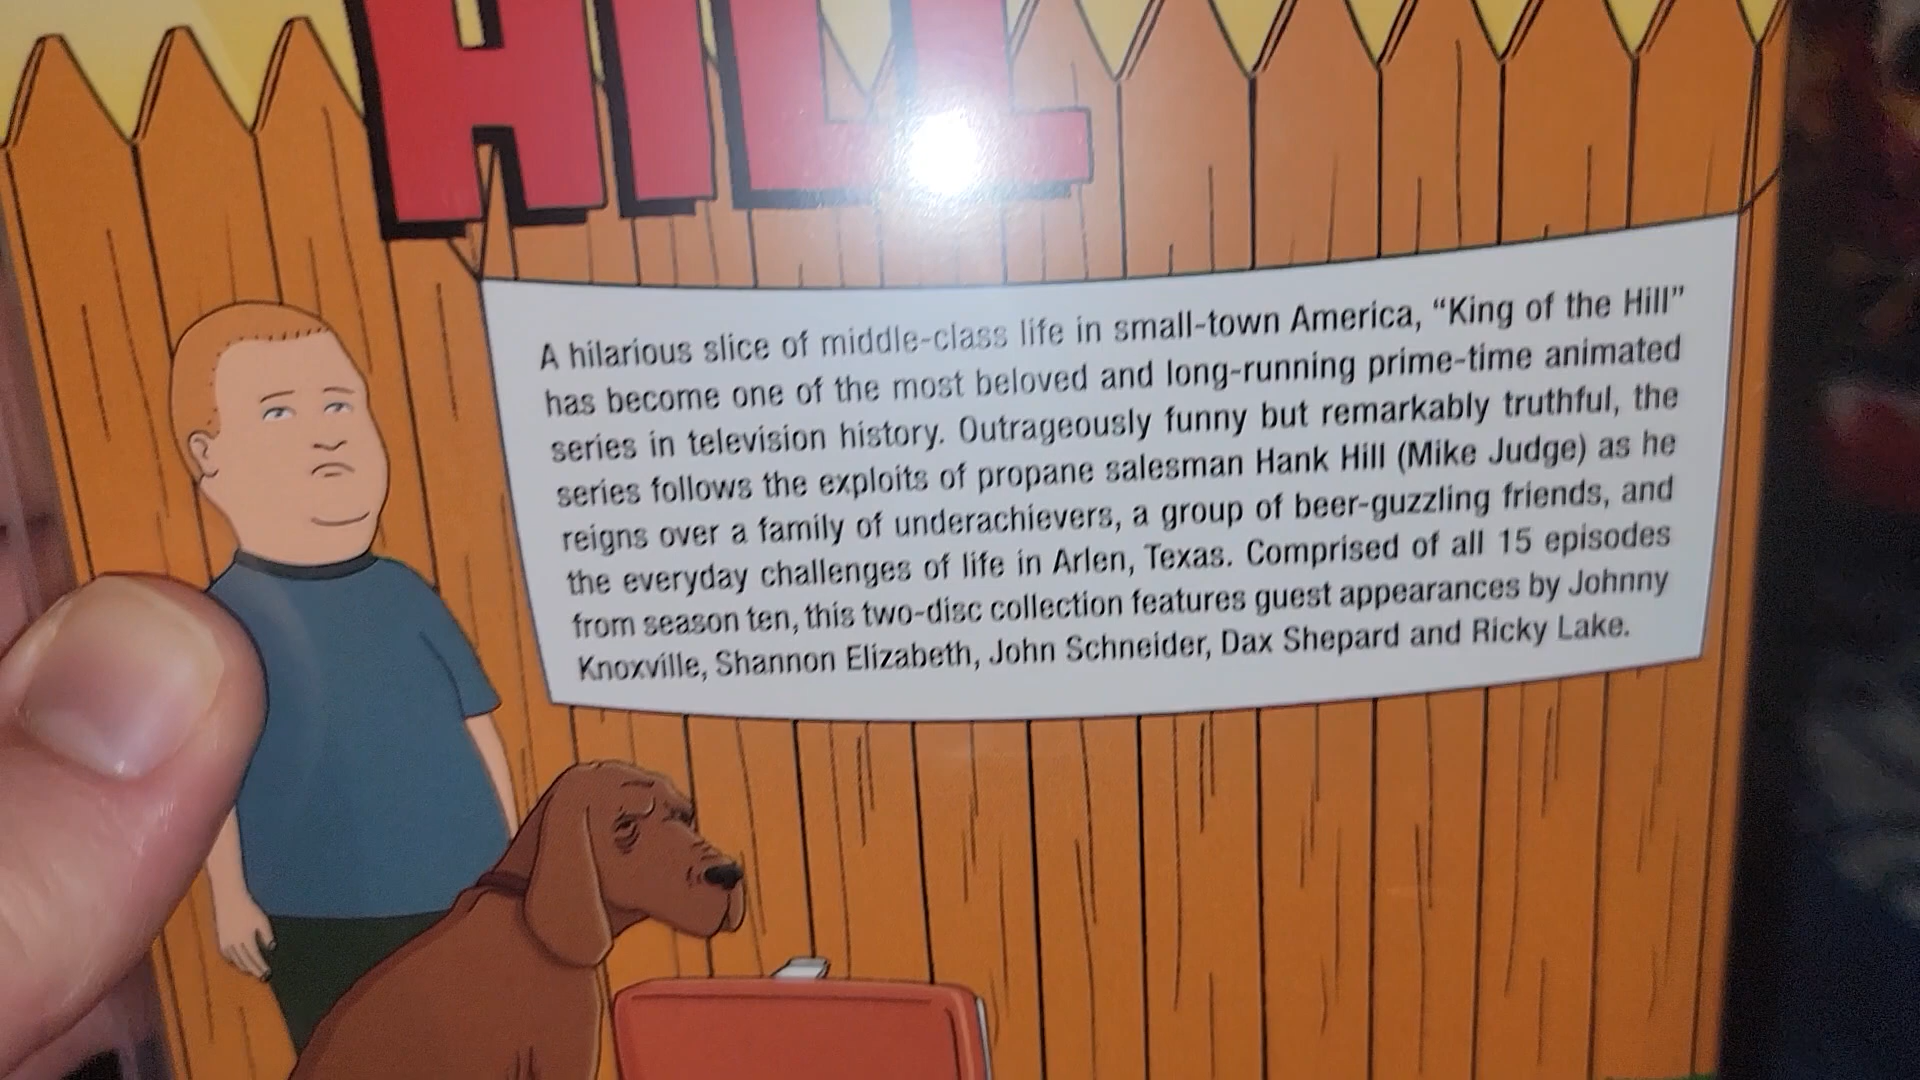 HILL
A hilarious slice of middle-class life in small-town America, “King of the Hill”
has become one of the most beloved and long-running prime-time animated
series in television history. Outrageously funny but remarkably truthful, the
series follows the exploits of propane salesman Hank Hill (Mike Judge) as he
reigns over a family of underachievers, a group of beer-guzzling friends, and
the everyday challenges of life in Arlen, Texas. Comprised of all 15 episodes
from season ten, this two-disc collection features guest appearances by Johnny
Knoxville, Shannon Elizabeth, John Schneider, Dax Shepard and Ricky Lake.